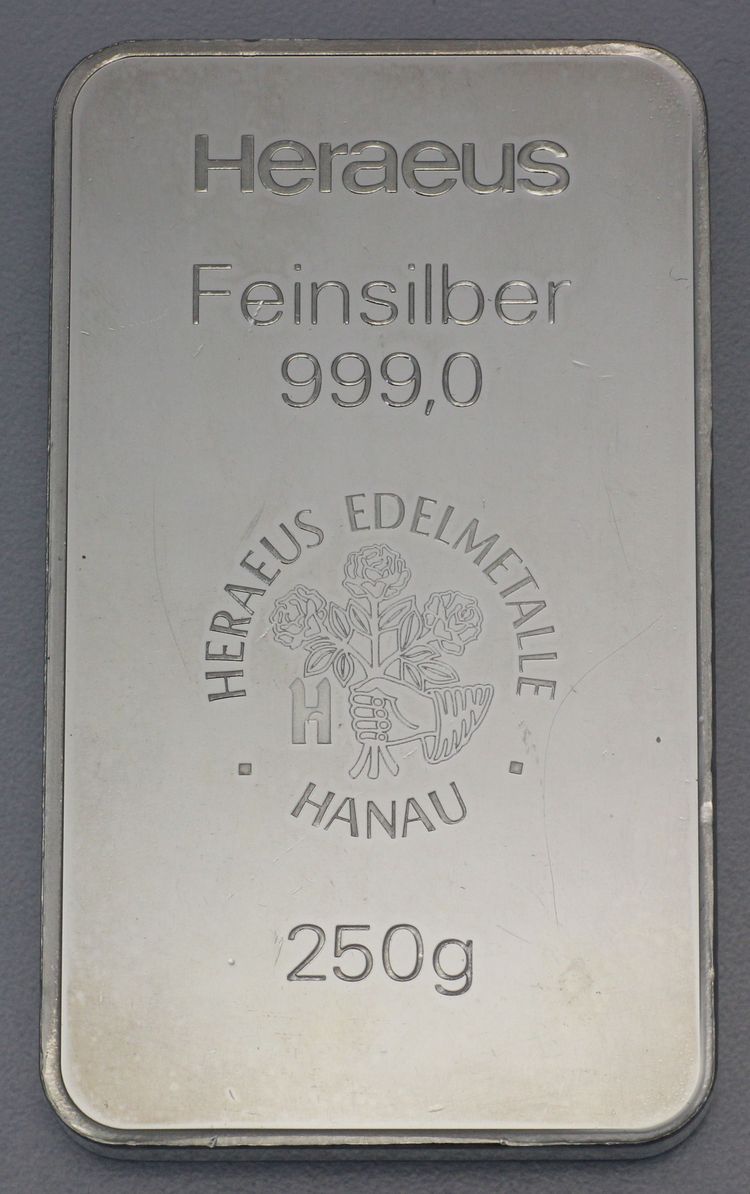 Heraeus
Feinsilber
999,0
HERAEUS EDELMETALLE
H
HANAU
250g